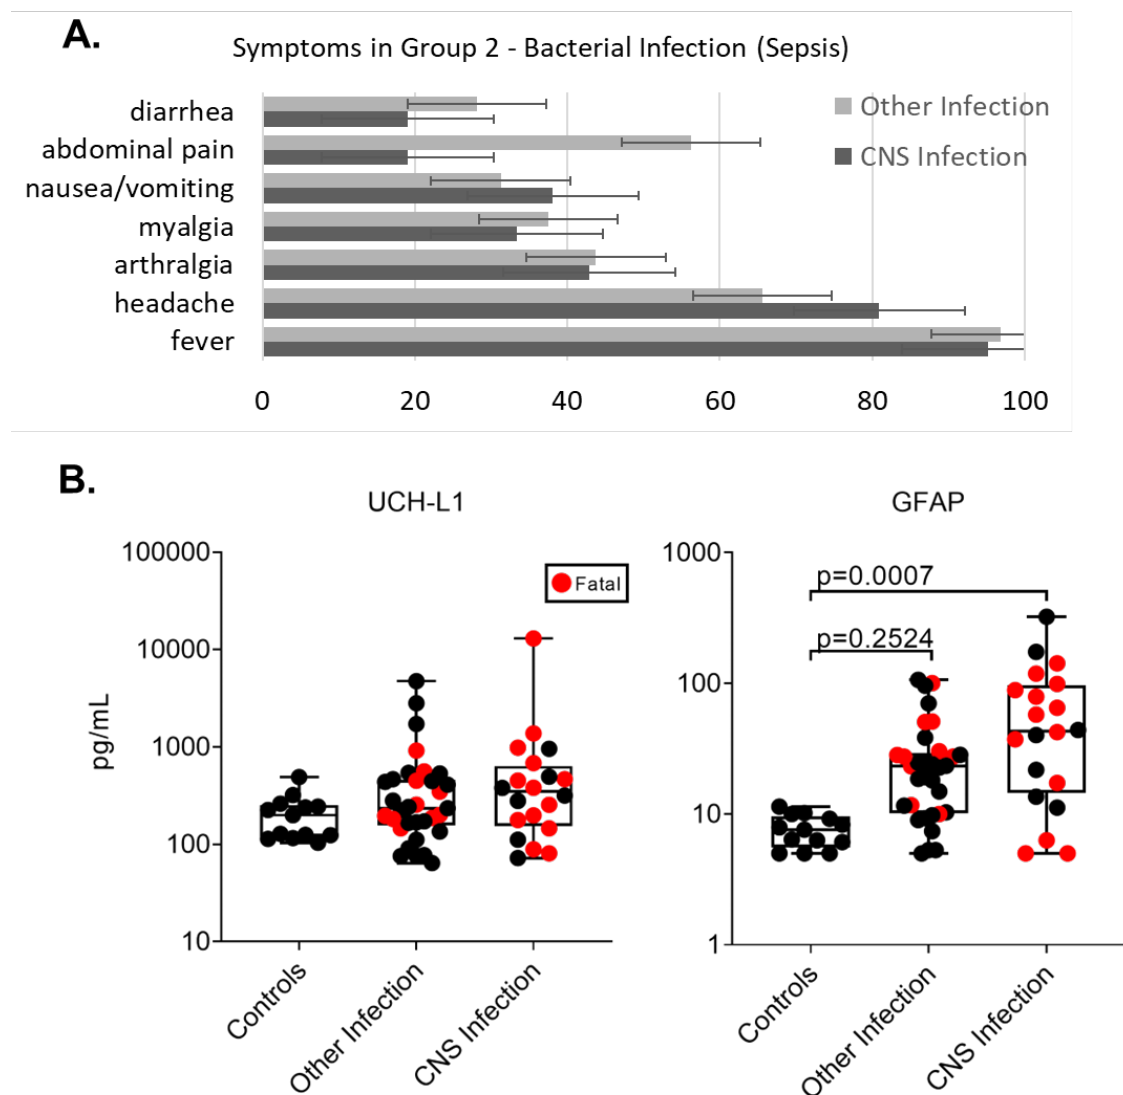 A.
Symptoms in Group 2 - Bacterial Infection (Sepsis)
Other Infection
CNS Infection
diarrhea
abdominal pain
nausea/vomiting
myalgia
arthralgia
headache
fever
0 20 40 60 80 100
B.
UCH-L1
GFAP
pg/mL
100000
10000
1000
100
10
Fatal
Controls
Other Infection
CNS Infection
1000
100
10
1
p=0.0007
p=0.2524
Controls
Other Infection
CNS Infection